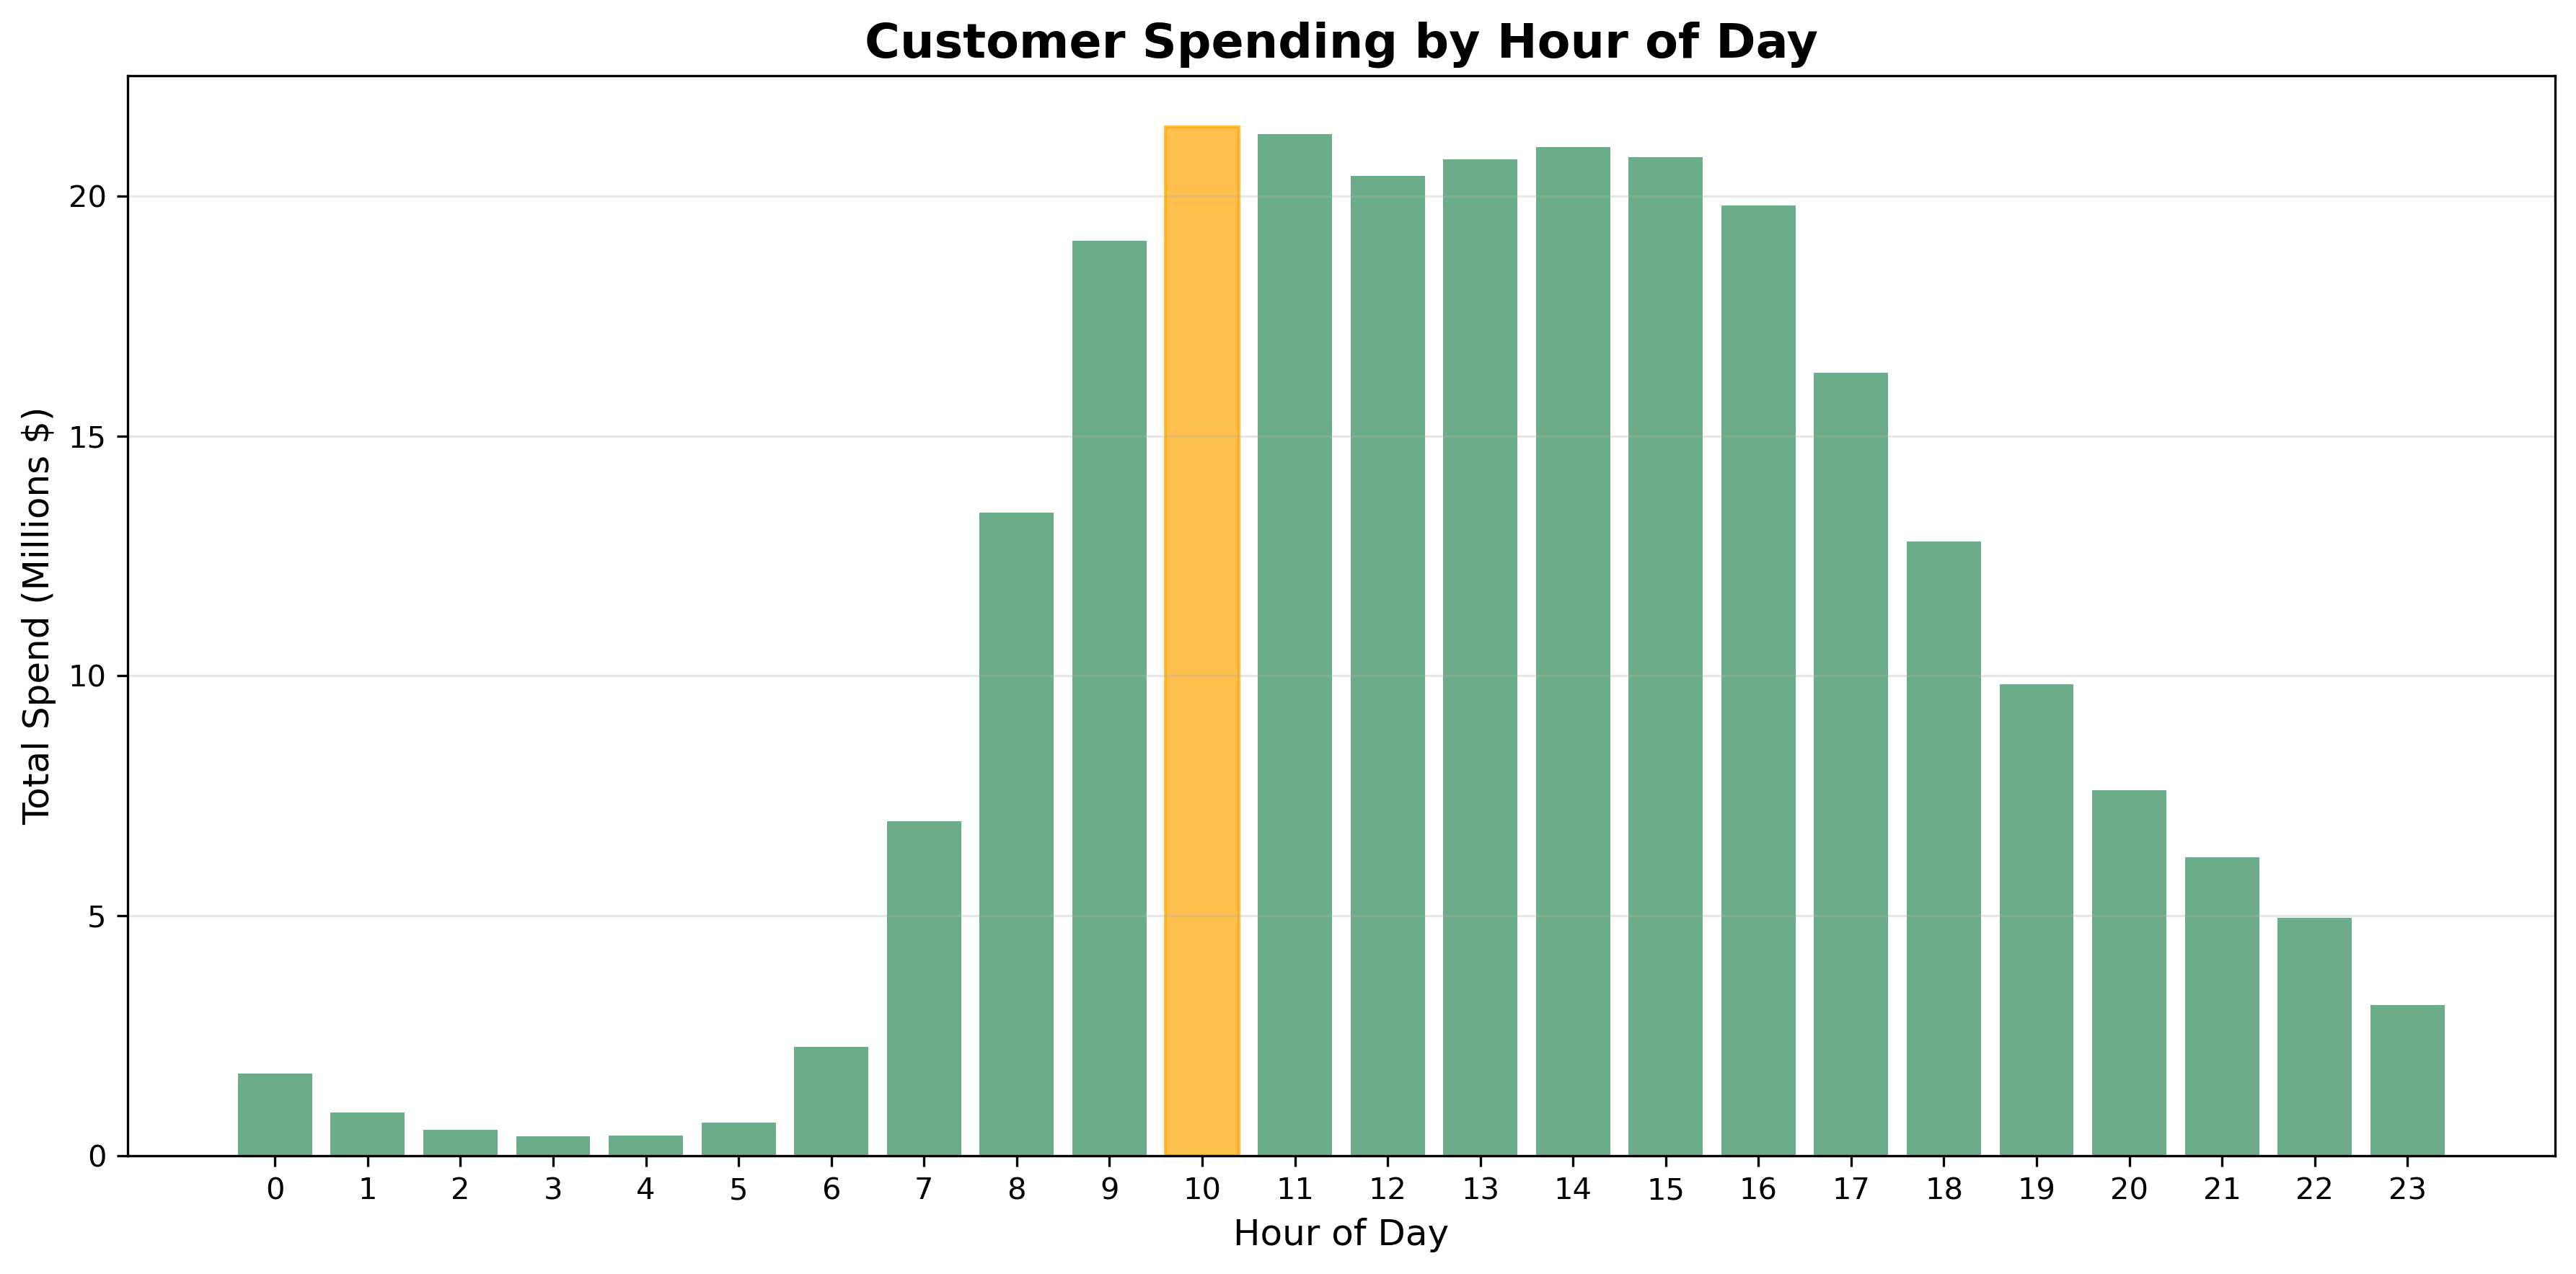 Customer Spending by Hour of Day
Total Spend (Millions $)
20
15
10
5
0
0 1 2 3 4 5 6 7 8 9 10 11 12 13 14 15 16 17 18 19 20 21 22 23
Hour of Day